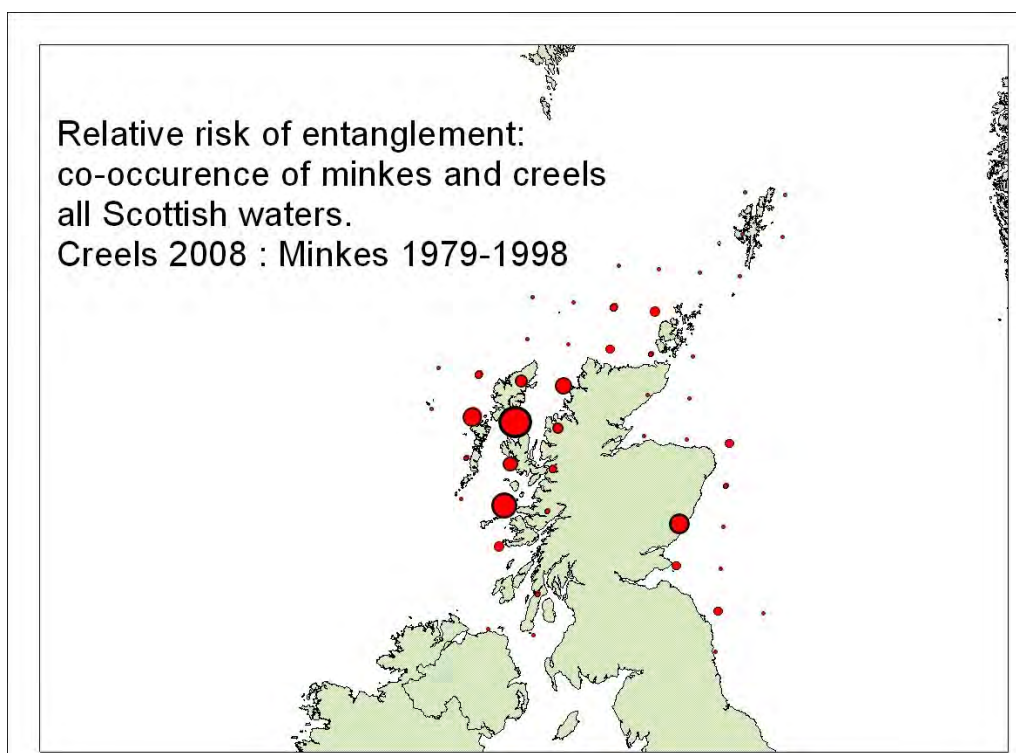 Relative risk of entanglement:
co-occurence of minkes and creels
all Scottish waters.
Creels 2008 : Minkes 1979-1998